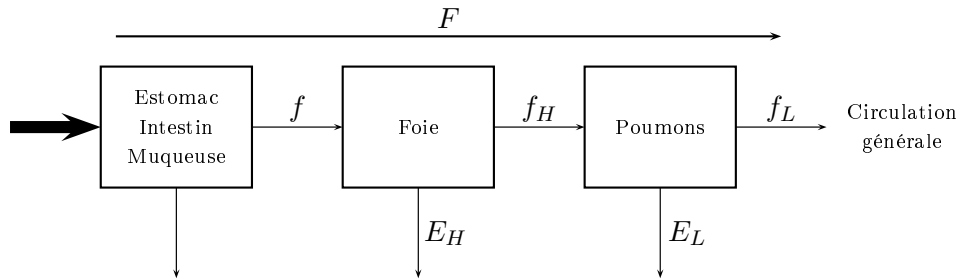 F
Estomac
Intestin
Muqueuse
f
Foie
f_H
Poumons
f_L
Circulation
générale
E_H
E_L